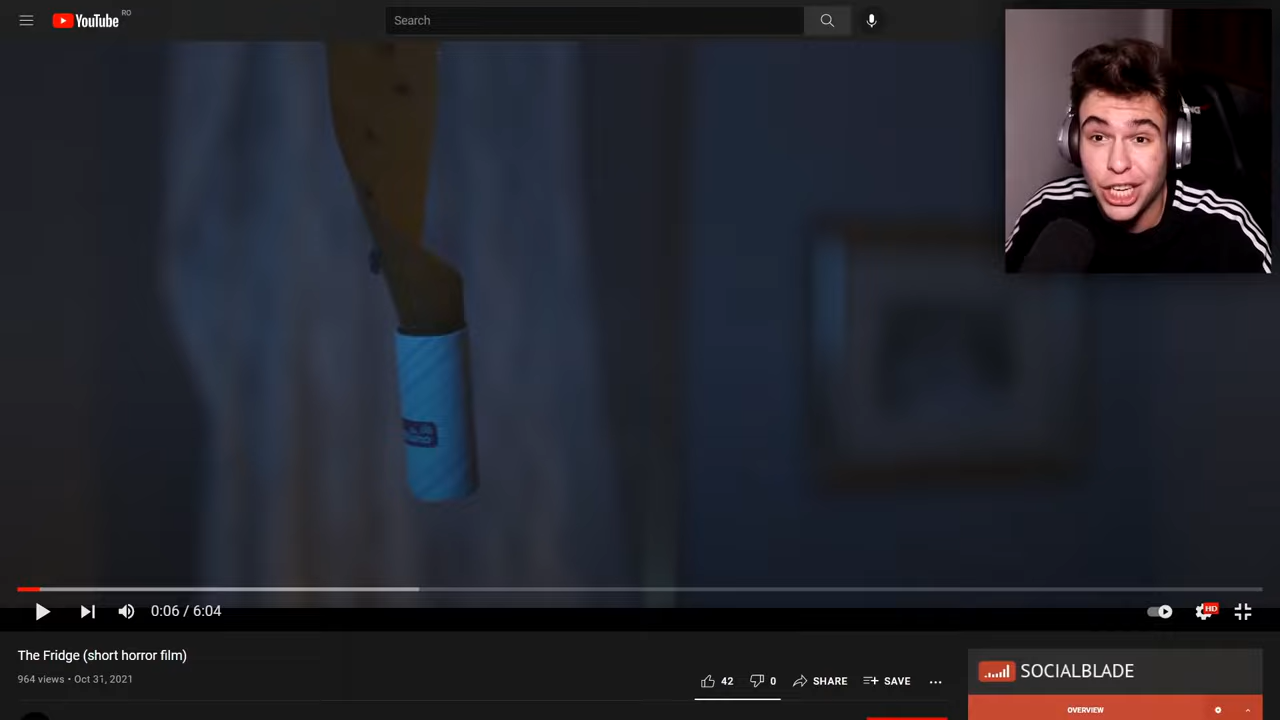 YouTube RO
Search
0:06 / 6:04
HD
The Fridge (short horror film)
964 views • Oct 31, 2021
42
0
SHARE
SAVE
SOCIALBLADE
OVERVIEW